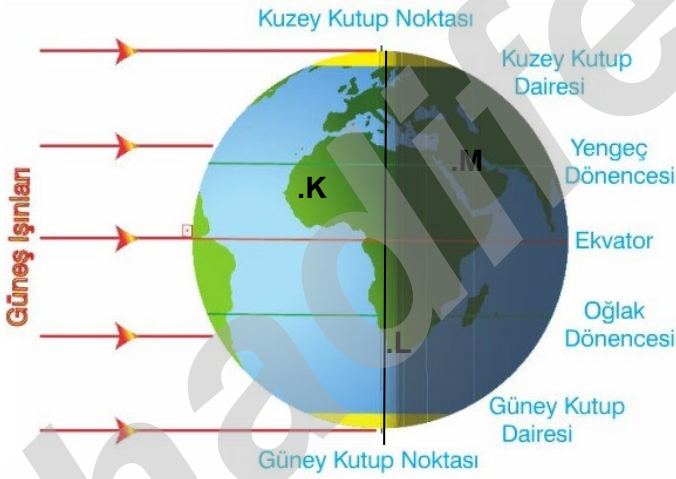 Kuzey Kutup Noktası
Kuzey Kutup
Dairesi
Yengeç
Dönencesi
.M
.K
Güneş Işınları
Ekvator
Oğlak
Dönencesi
.L
Güney Kutup
Dairesi
Güney Kutup Noktası